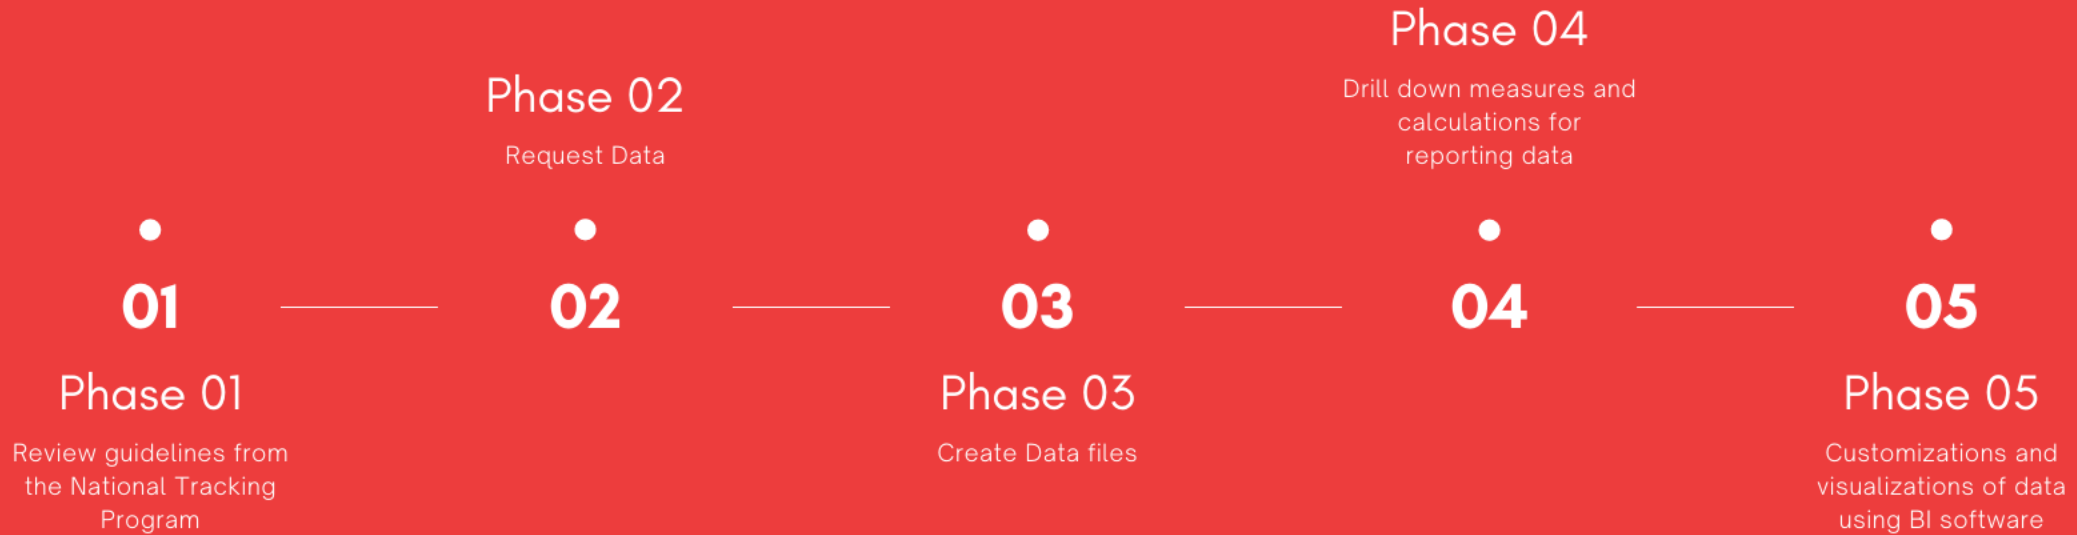 Phase 04
Drill down measures and
calculations for
reporting data
Phase 02
Request Data
01
02
03
04
05
Phase 01
Review guidelines from
the National Tracking
Program
Phase 03
Create Data files
Phase 05
Customizations and
visualizations of data
using BI software